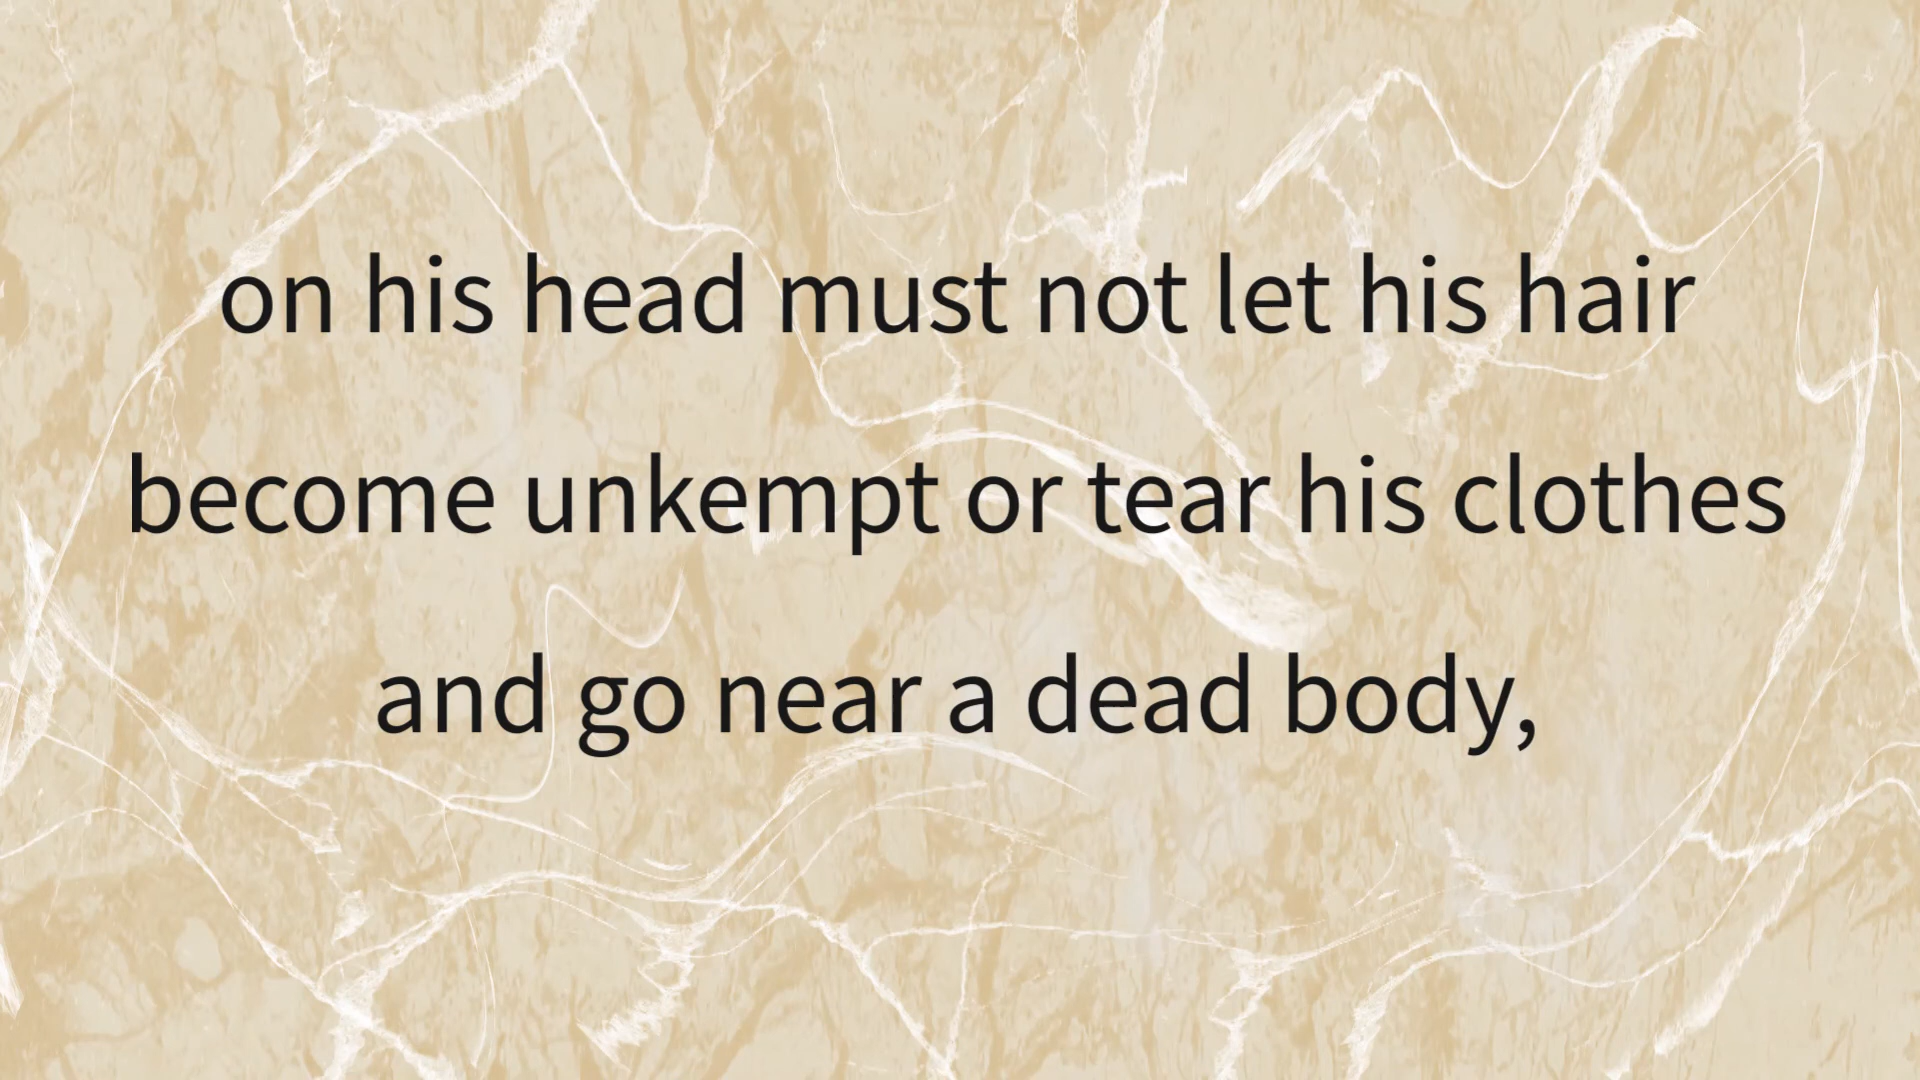 on his head must not let his hair
become unkempt or tear his clothes
and go near a dead body,